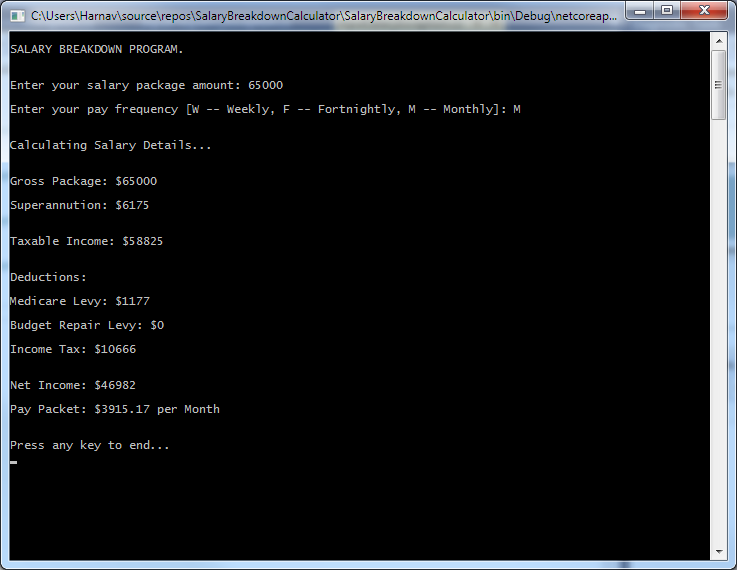 C:\Users\Harnav\source\repos\SalaryBreakdownCalculator\SalaryBreakdownCalculator\bin\Debug\netcoreap...
SALARY BREAKDOWN PROGRAM.
Enter your salary package amount: 65000
Enter your pay frequency [W -- Weekly, F -- Fortnightly, M -- Monthly]: M
Calculating Salary Details...
Gross Package: $65000
Superannution: $6175
Taxable Income: $58825
Deductions:
Medicare Levy: $1177
Budget Repair Levy: $0
Income Tax: $10666
Net Income: $46982
Pay Packet: $3915.17 per Month
Press any key to end...